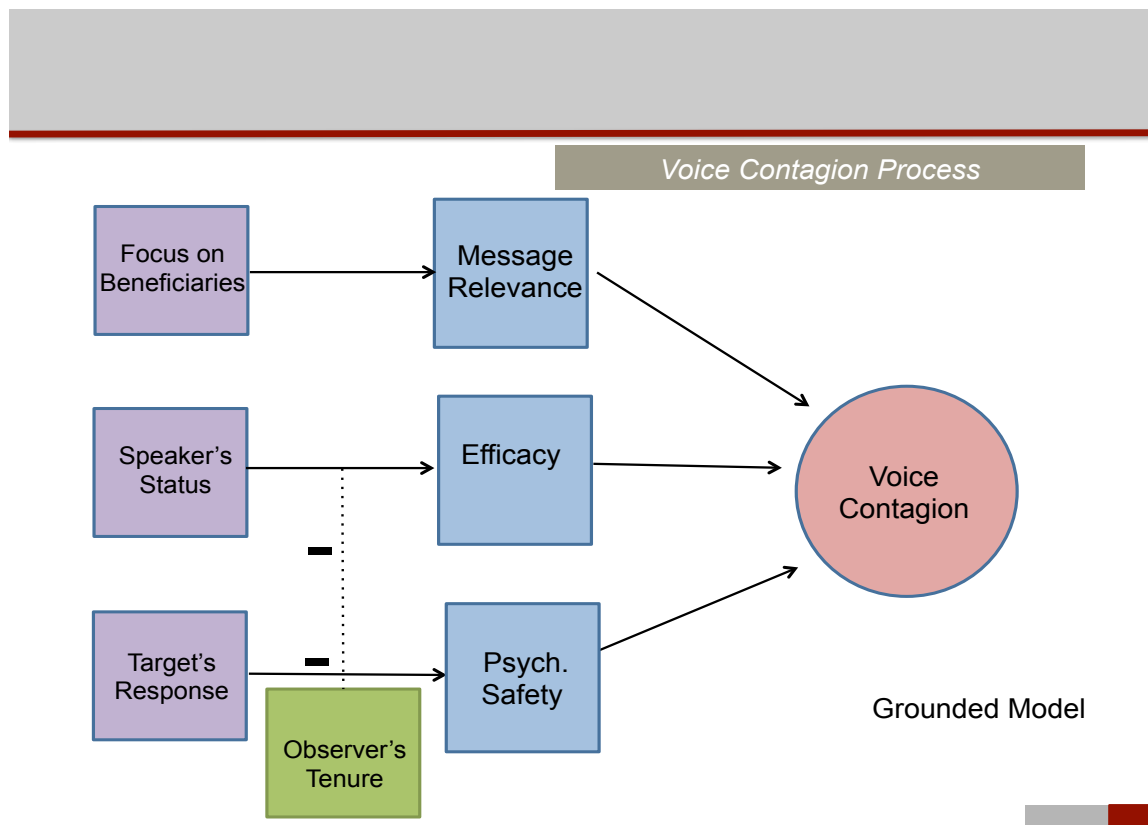 Voice Contagion Process
Focus on
Beneficiaries
Message
Relevance
Speaker’s
Status
Efficacy
Voice
Contagion
Target’s
Response
Psych.
Safety
Observer’s
Tenure
Grounded Model